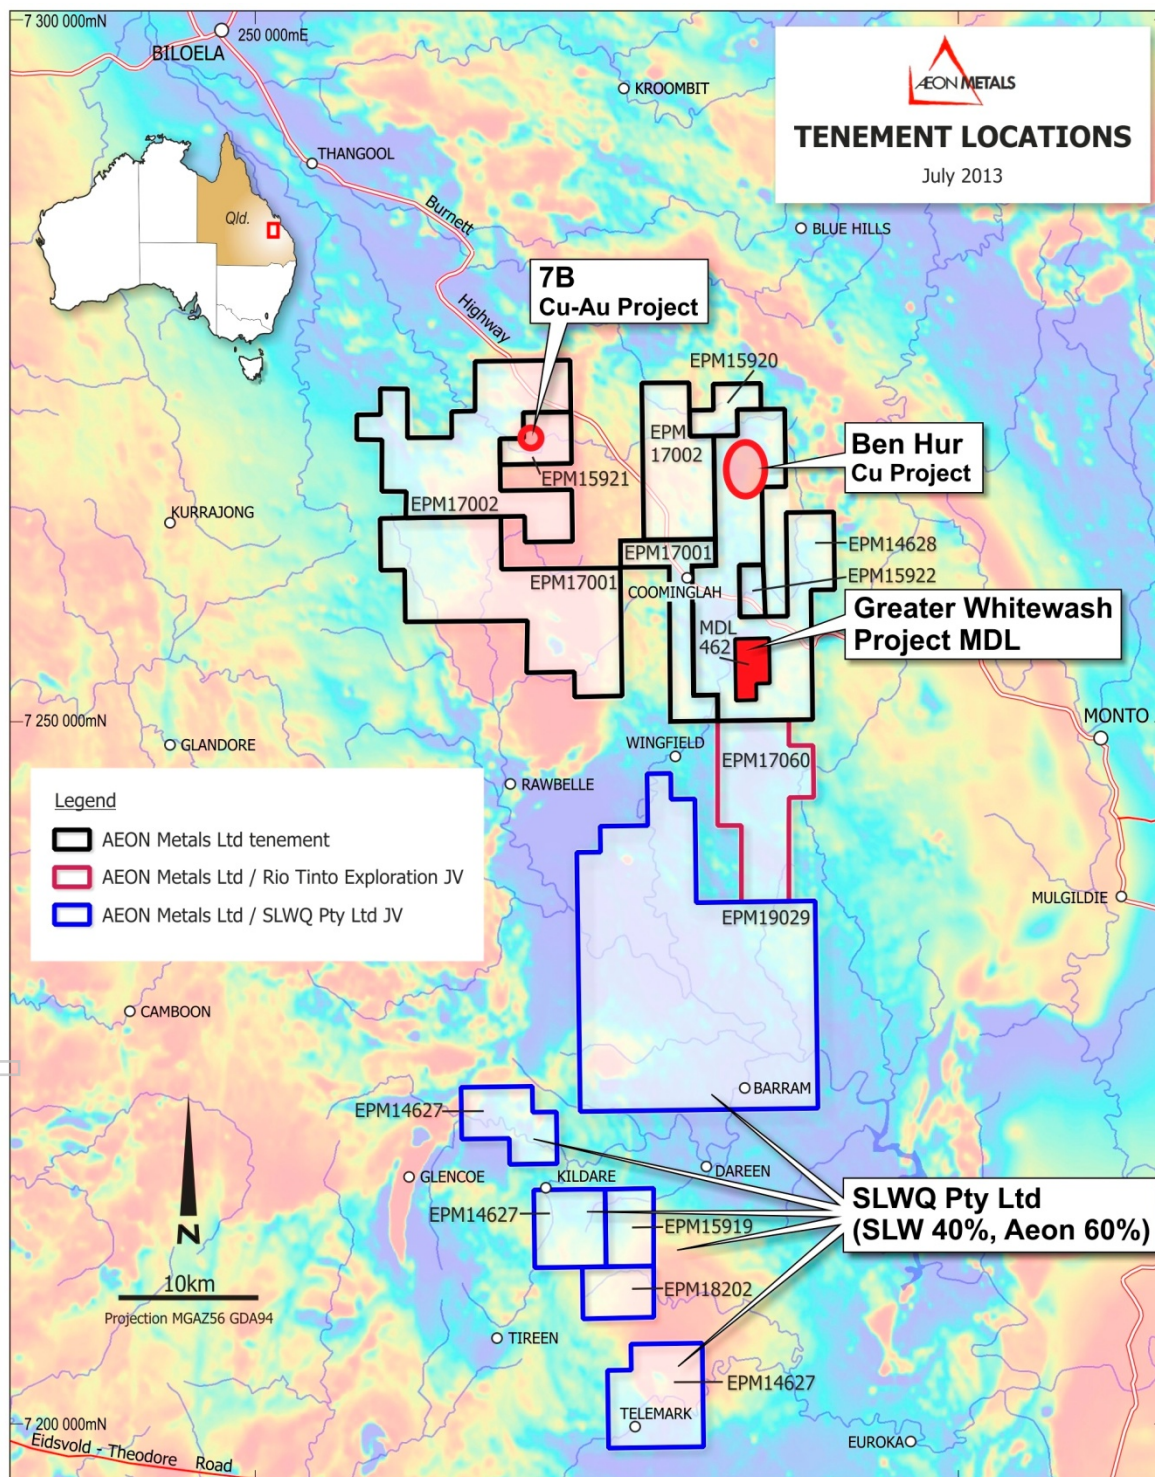 7 300 000mN
250 000mE
BILOELA
KROOMBIT
AEON METALS
TENEMENT LOCATIONS
July 2013
THANGOOL
Qld.
Burnett
Highway
BLUE HILLS
7B
Cu-Au Project
EPM15920
EPM
17002
Ben Hur
Cu Project
EPM15921
EPM17002
KURRAJONG
EPM17001
EPM14628
EPM17001
COOMINGLAH
EPM15922
Greater Whitewash
Project MDL
MDL
462
7 250 000mN
MONTO
GLANDORE
WINGFIELD
EPM17060
RAWBELLE
Legend
AEON Metals Ltd tenement
AEON Metals Ltd / Rio Tinto Exploration JV
AEON Metals Ltd / SLWQ Pty Ltd JV
MULGILDIE
EPM19029
CAMBOON
BARRAM
EPM14627
GLENCOE
KILDARE
DAREEN
SLWQ Pty Ltd
(SLW 40%, Aeon 60%)
EPM14627
EPM15919
N
10km
Projection MGAZ56 GDA94
EPM18202
TIREEN
EPM14627
TELEMARK
EUROKA
7 200 000mN
Eidsvold - Theodore Road